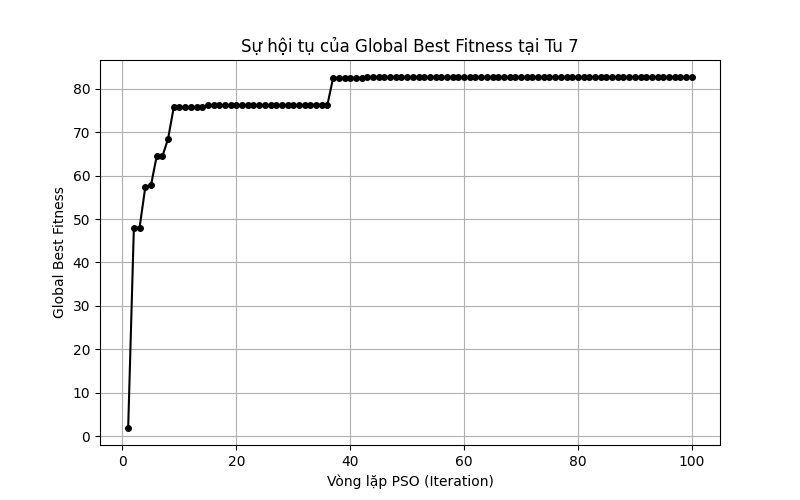 Sự hội tụ của Global Best Fitness tại Tu 7
Global Best Fitness
80
70
60
50
40
30
20
10
0
0 20 40 60 80 100
Vòng lặp PSO (Iteration)